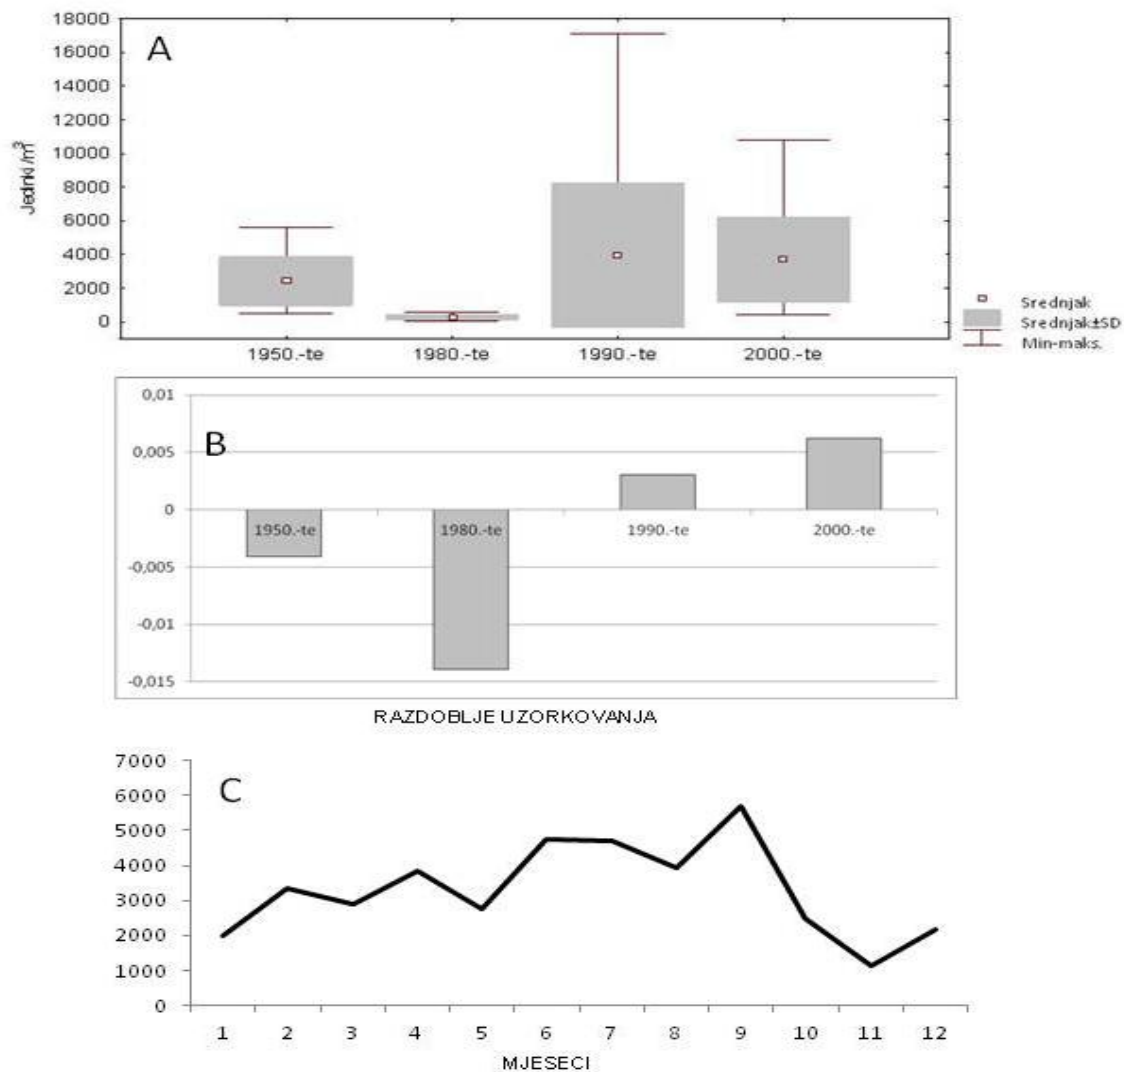 18000
16000
14000
12000
10000
8000
6000
4000
2000
0
A
Jedinki/m³
1950.-te 1980.-te 1990.-te 2000.-te
Srednjak
Srednjak±SD
Min-maks.
0,01
0,005
0
-0,005
-0,01
-0,015
B
1950.-te 1980.-te 1990.-te 2000.-te
RAZDOBLJE UZORKOVANJA
7000
6000
5000
4000
3000
2000
1000
0
C
1 2 3 4 5 6 7 8 9 10 11 12
MJESECI